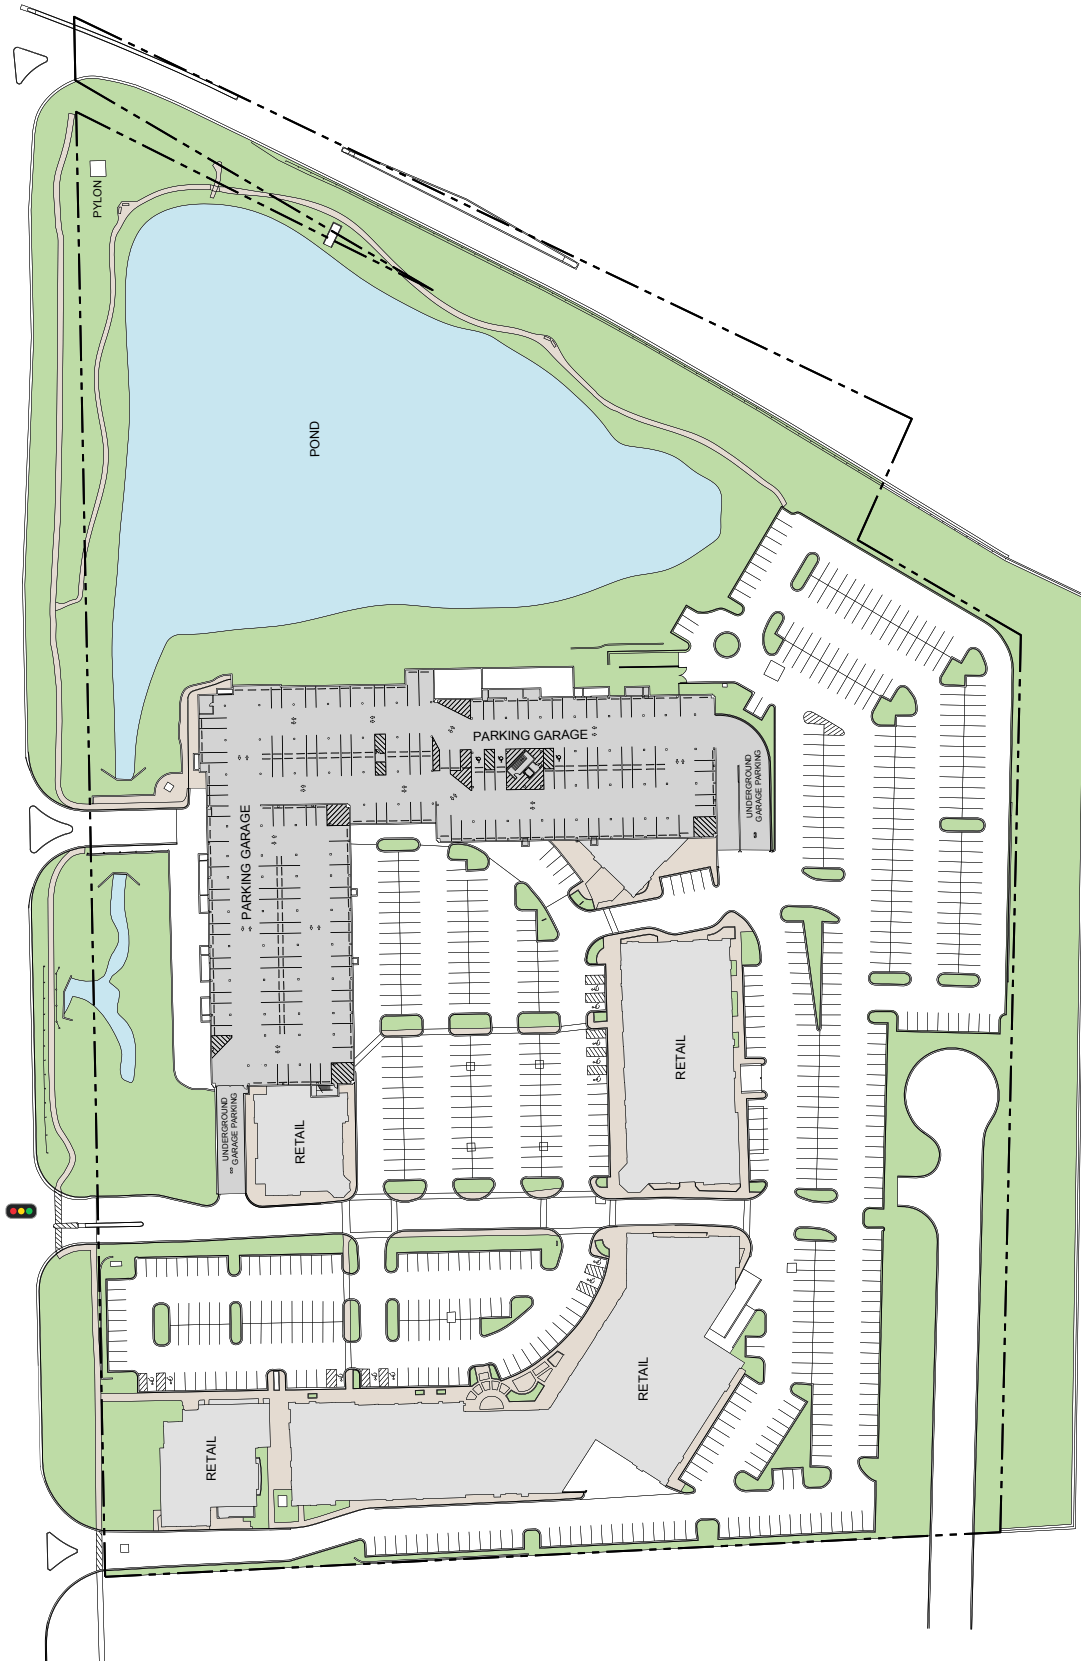 PYLON
POND
PARKING GARAGE
UNDERGROUND
GARAGE PARKING
PARKING GARAGE
RETAIL
UNDERGROUND
GARAGE PARKING
RETAIL
RETAIL
RETAIL